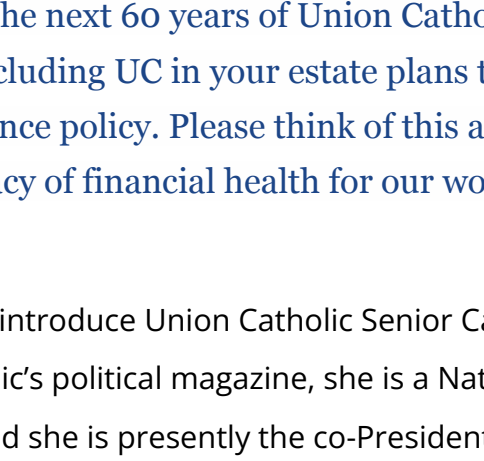 he next 60 years of Union Catho
cluding UC in your estate plans t
nce policy. Please think of this a
cy of financial health for our wo
introduce Union Catholic Senior Ca
ic's political magazine, she is a Nat
d she is presently the co-President